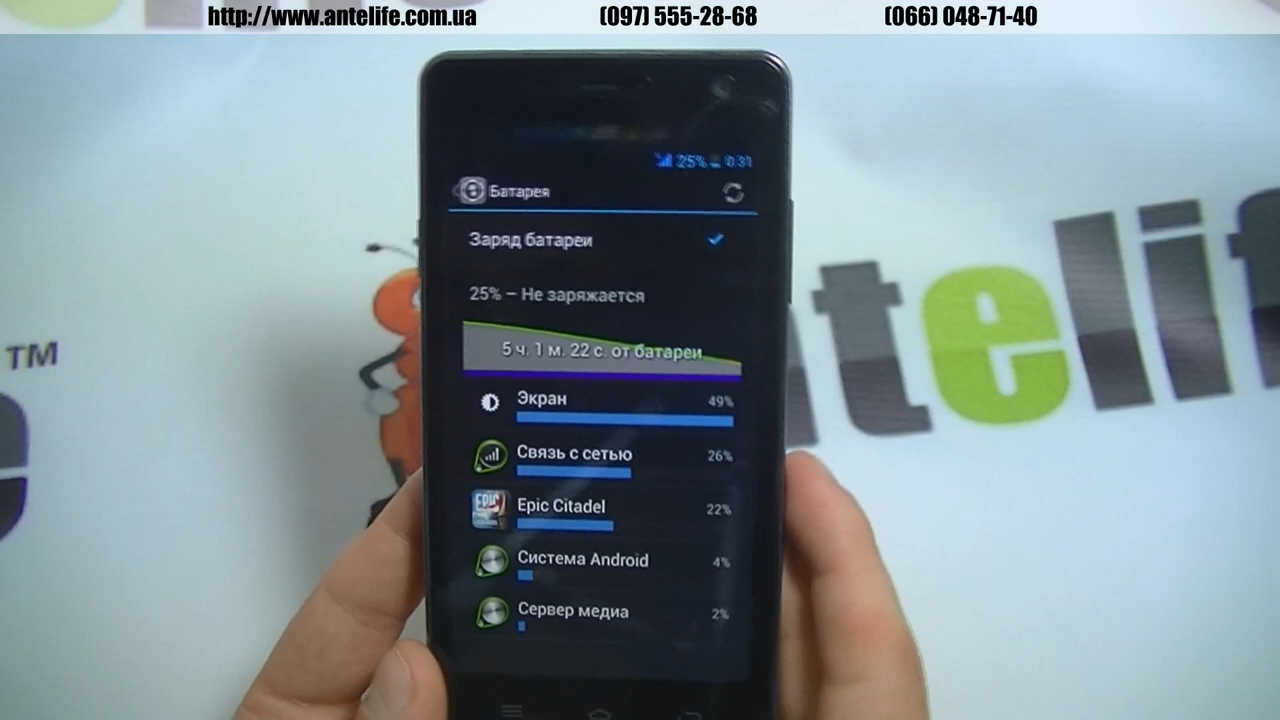 http://www.antelife.com.ua (097) 555-28-68 (066) 048-71-40
25% 0:31
Батарея
Заряд батареи
25% – Не заряжается
5 ч. 1 м. 22 с. от батареи
Экран 49%
Связь с сетью 26%
EPIC Epic Citadel 22%
Система Android 4%
Сервер медиа 2%
TM
ntelif
e